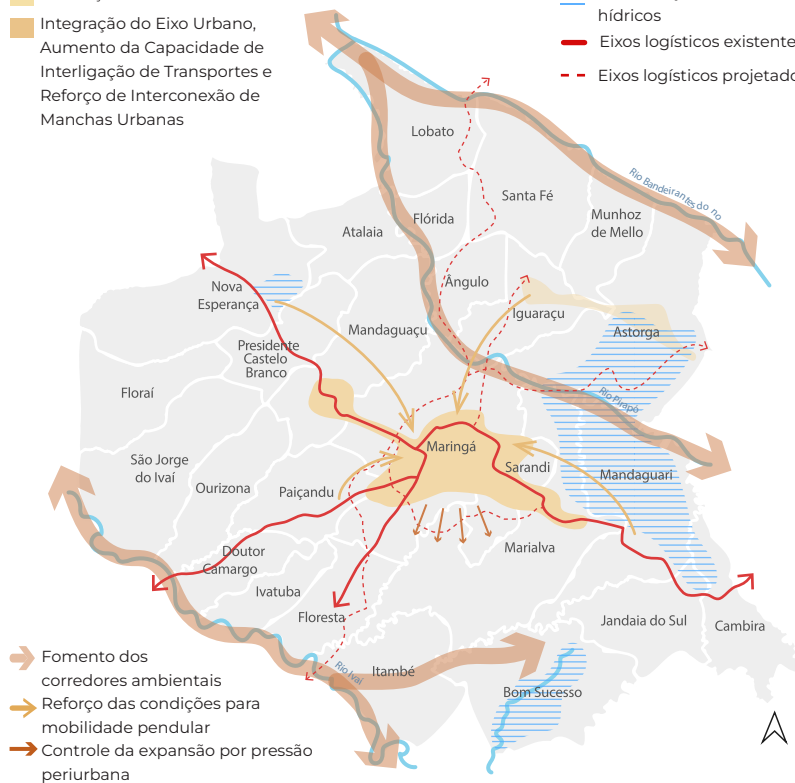 Integração do Eixo Urbano,
Aumento da Capacidade de
Interligação de Transportes e
Reforço de Interconexão de
Manchas Urbanas
hídricos
Eixos logísticos existente
Eixos logísticos projetado
Lobato
Rio Bandeirantes do no
Santa Fé
Munhoz
de Mello
Flórida
Atalaia
Ângulo
Nova
Esperança
Iguaraçu
Mandaguaçu
Astorga
Presidente
Castelo
Branco
Floraí
Rio Pirapó
Maringá
São Jorge
do Ivaí
Sarandi
Mandaguari
Ourizona
Paiçandu
Marialva
Doutor
Camargo
Ivatuba
Floresta
Jandaia do Sul
Cambira
Rio Ivaí
Itambé
Bom Sucesso
Fomento dos
corredores ambientais
Reforço das condições para
mobilidade pendular
Controle da expansão por pressão
periurbana